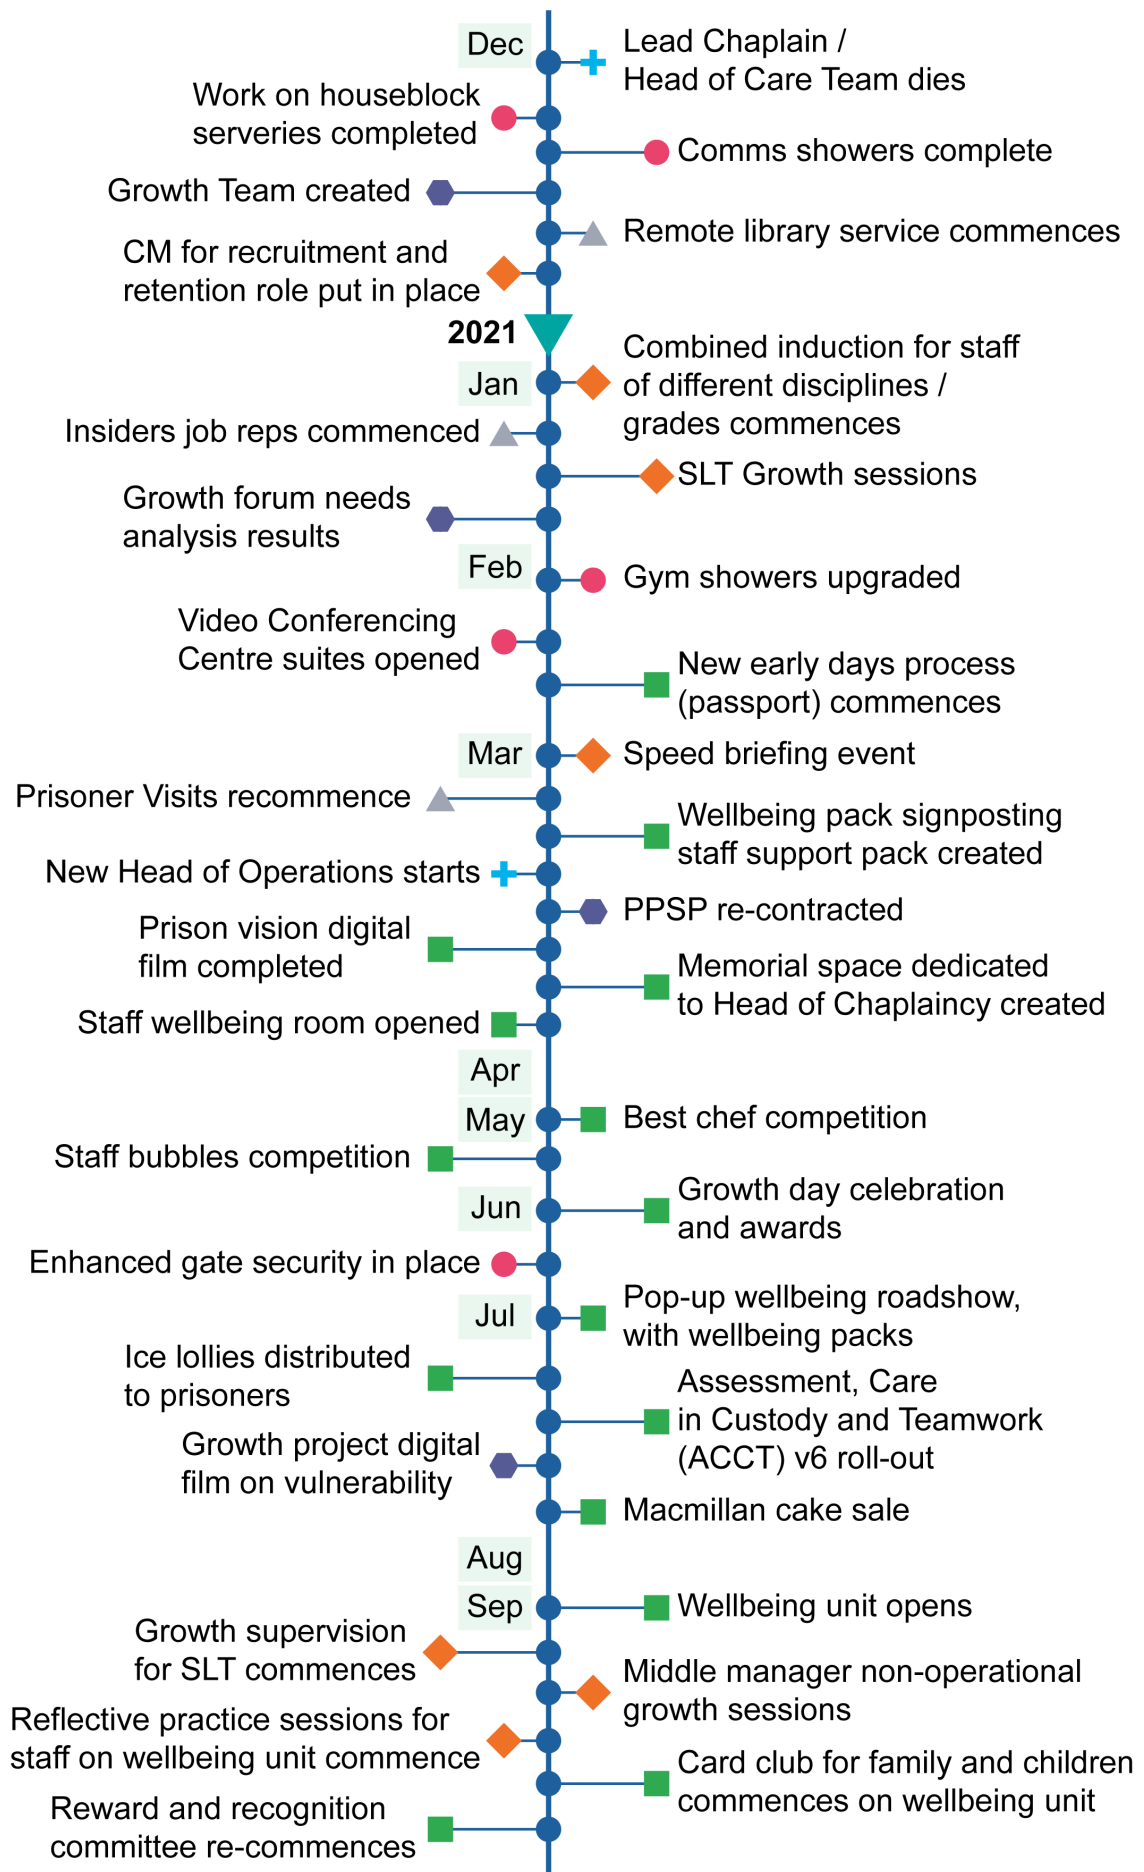 Dec
Lead Chaplain /
Head of Care Team dies
Work on houseblock
serveries completed
Comms showers complete
Growth Team created
Remote library service commences
CM for recruitment and
retention role put in place
2021
Jan
Combined induction for staff
of different disciplines /
grades commences
Insiders job reps commenced
SLT Growth sessions
Growth forum needs
analysis results
Feb
Gym showers upgraded
Video Conferencing
Centre suites opened
New early days process
(passport) commences
Mar
Speed briefing event
Prisoner Visits recommence
Wellbeing pack signposting
staff support pack created
New Head of Operations starts
PPSP re-contracted
Prison vision digital
film completed
Memorial space dedicated
to Head of Chaplaincy created
Staff wellbeing room opened
Apr
May
Best chef competition
Staff bubbles competition
Jun
Growth day celebration
and awards
Enhanced gate security in place
Jul
Pop-up wellbeing roadshow,
with wellbeing packs
Ice lollies distributed
to prisoners
Assessment, Care
in Custody and Teamwork
(ACCT) v6 roll-out
Growth project digital
film on vulnerability
Macmillan cake sale
Aug
Sep
Wellbeing unit opens
Growth supervision
for SLT commences
Middle manager non-operational
growth sessions
Reflective practice sessions for
staff on wellbeing unit commence
Card club for family and children
commences on wellbeing unit
Reward and recognition
committee re-commences